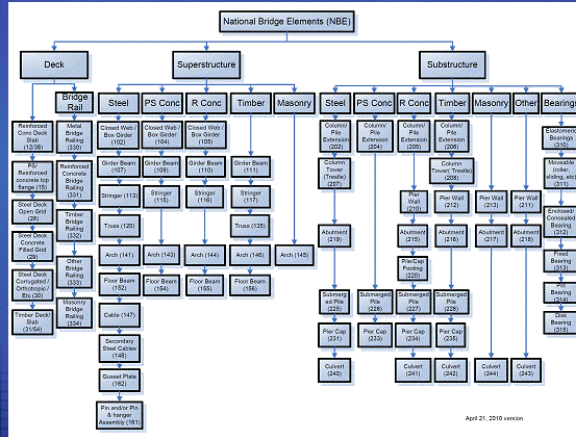 National Bridge Elements (NBE)
Deck
Superstructure
Substructure
Bridge
Rail
Steel
PS Conc
R Conc
Timber
Masonry
Steel
PS Conc
R Conc
Timber
Masonry
Other
Bearings
Reinforced
Conc Deck
Slab
(12/38)
PS/
Reinforced
concrete top
flange (15)
Steel Deck
Open Grid
(28)
Steel Deck
Concrete
Filled Grid
(29)
Steel Deck
Corrugated /
Orthotropic /
Etc (30)
Timber Deck/
Slab
(31/54)
Metal
Bridge
Railing
(330)
Reinforced
Concrete
Bridge
Railing
(331)
Timber
Bridge
Railing
(332)
Other
Bridge
Railing
(333)
Masonry
Bridge
Railing
(334)
Closed Web /
Box Girder
(102)
Girder Beam
(107)
Stringer (113)
Truss (120)
Arch (141)
Floor Beam
(152)
Cable (147)
Secondary
Steel Cables
(148)
Gusset Plate
(162)
Pin and/or Pin
& hanger
Assembly (161)
Closed Web /
Box Girder
(104)
Girder Beam
(109)
Stringer
(115)
Arch (143)
Floor Beam
(154)
Closed Web /
Box Girder
(105)
Girder Beam
(110)
Stringer
(116)
Arch (144)
Floor Beam
(155)
Girder Beam
(111)
Stringer
(117)
Truss (135)
Arch (146)
Floor Beam
(156)
Arch (145)
Column/
Pile
Extension
(202)
Column
Tower
(Trestle)
(207)
Abutment
(219)
Submerg
ed Pile
(225)
Pier Cap
(231)
Culvert
(240)
Column/
Pile
Extension
(204)
Submerged
Pile
(226)
Pier Cap
(233)
Column/
Pile
Extension
(205)
Pier
Wall
(210)
Abutment
(215)
Pile/Cap
Footing
(220)
Submerged
Pile
(227)
Pier Cap
(234)
Culvert
(241)
Column/
Pile
Extension
(206)
Column
Tower( Trestle)
(208)
Pier Wall
(212)
Abutment
(216)
Submerged
Pile
(228)
Pier Cap
(235)
Culvert
(242)
Pier Wall
(213)
Abutment
(217)
Culvert
(244)
Pier Wall
(211)
Abutment
(218)
Culvert
(243)
Elastomeric
Bearings
(310)
Moveable
(roller,
sliding, etc)
(311)
Enclosed/
Concealed
Bearing
(312)
Fixed
Bearing
(313)
Pot
Bearing
(314)
Disk
Bearing
(315)
April 21, 2010 version